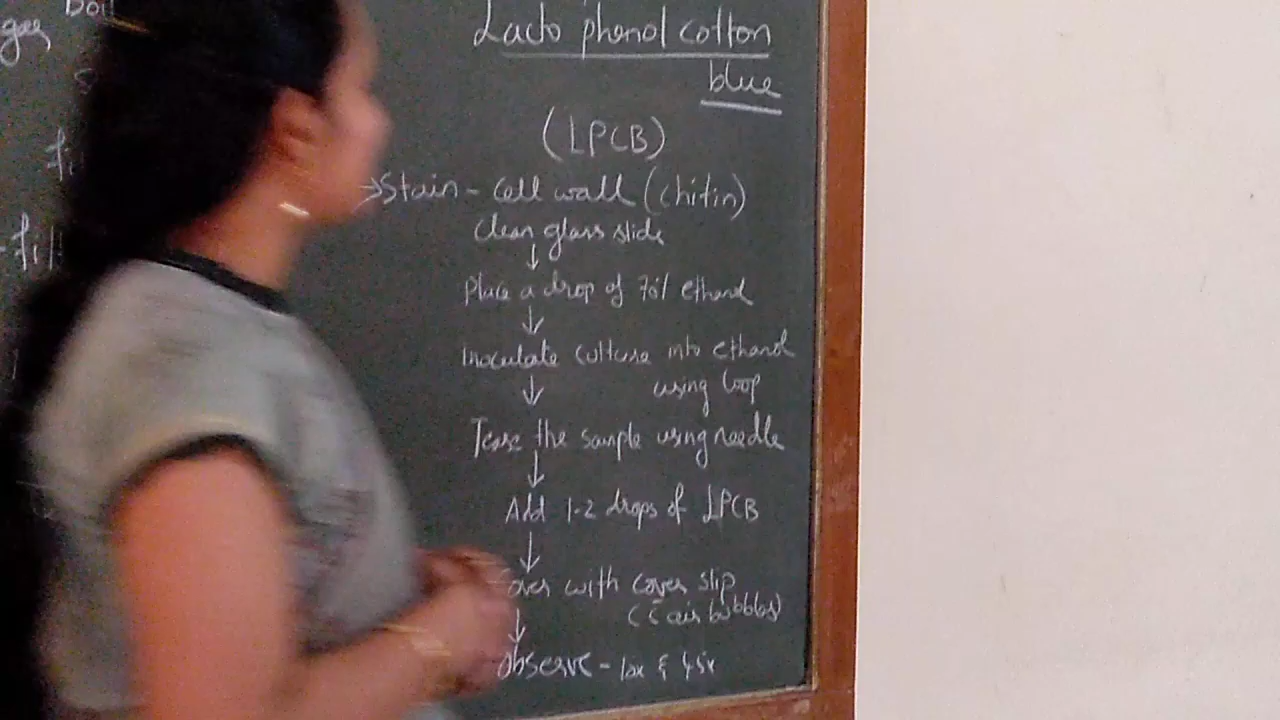 Boil
gas
Lacto phenol cotton
blue
(LPCB)
→ Stain - cell wall (chitin)
Clean glass slide
↓
Place a drop of 70% ethanol
↓
Inoculate culture into ethanol
using loop
↓
Tease the sample using needle
↓
Add 1-2 drops of LPCB
↓
Cover with cover slip
air bubbles)
↓
Observe - 10x & 45x